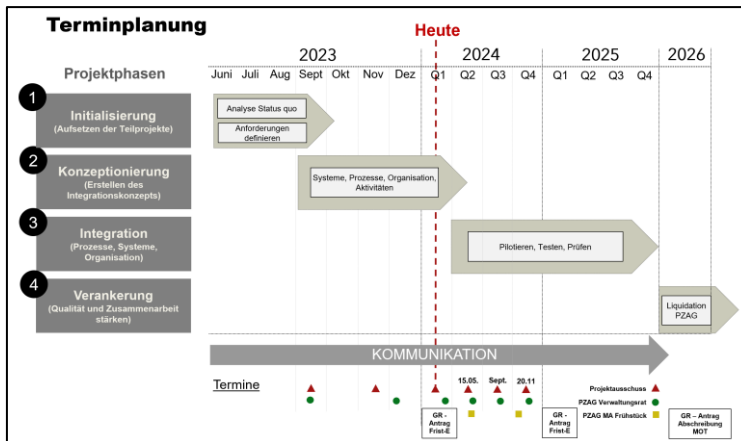 Terminplanung
Heute
2023 2024 2025 2026
Projektphasen
Juni Juli Aug Sept Okt Nov Dez Q1 Q2 Q3 Q4 Q1 Q2 Q3 Q4
1
Initialisierung
(Aufsetzen der Teilprojekte)
Analyse Status quo
Anforderungen
definieren
2
Konzeptionierung
(Erstellen des
Integrationskonzepts)
Systeme, Prozesse, Organisation,
Aktivitäten
3
Integration
(Prozesse, Systeme,
Organisation)
Pilotieren, Testen, Prüfen
4
Verankerung
(Qualität und Zusammenarbeit
stärken)
Liquidation
PZAG
KOMMUNIKATION
Termine
15.05. Sept. 20.11
Projektausschuss
PZAG Verwaltungsrat
PZAG MA Frühstück
GR -
Antrag
Frist-E
GR -
Antrag
Frist-E
GR – Antrag
Abschreibung
MOT